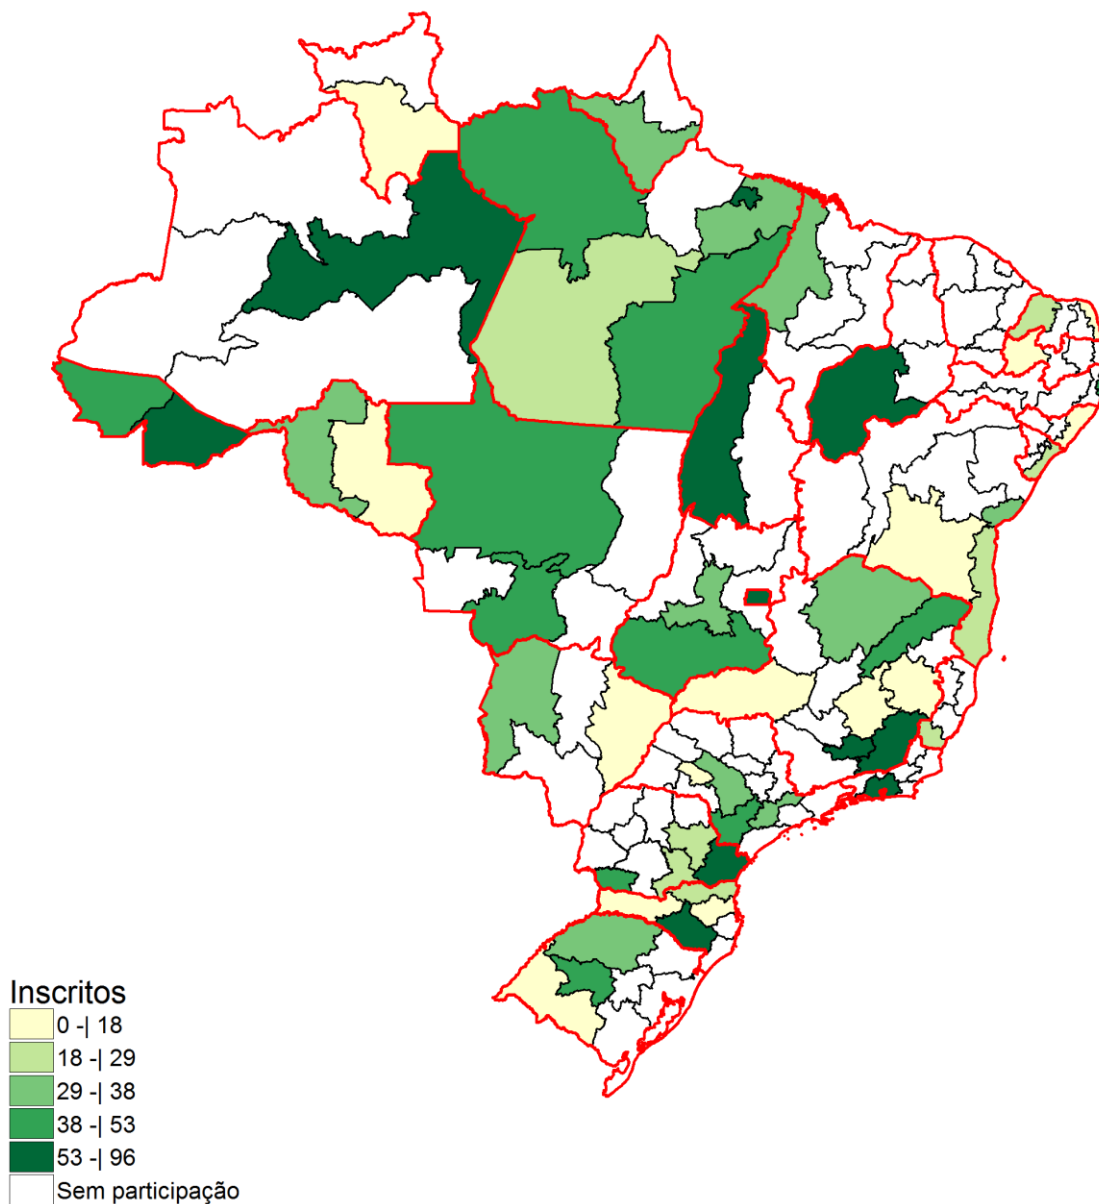 Inscritos
0 -| 18
18 -| 29
29 -| 38
38 -| 53
53 -| 96
Sem participação